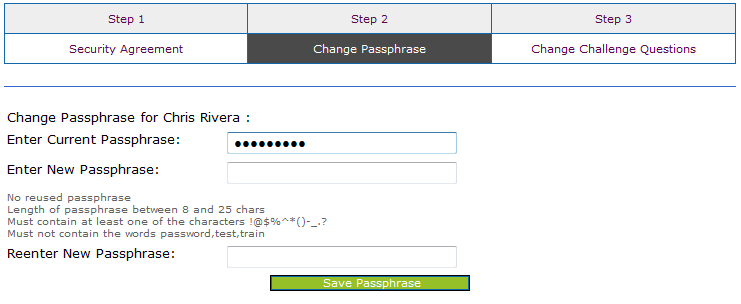 Step 1 Step 2 Step 3
Security Agreement Change Passphrase Change Challenge Questions
Change Passphrase for Chris Rivera :
Enter Current Passphrase: ●●●●●●●●●
Enter New Passphrase:
No reused passphrase
Length of passphrase between 8 and 25 chars
Must contain at least one of the characters !@$%^*()-_.?
Must not contain the words password,test,train
Reenter New Passphrase:
Save Passphrase